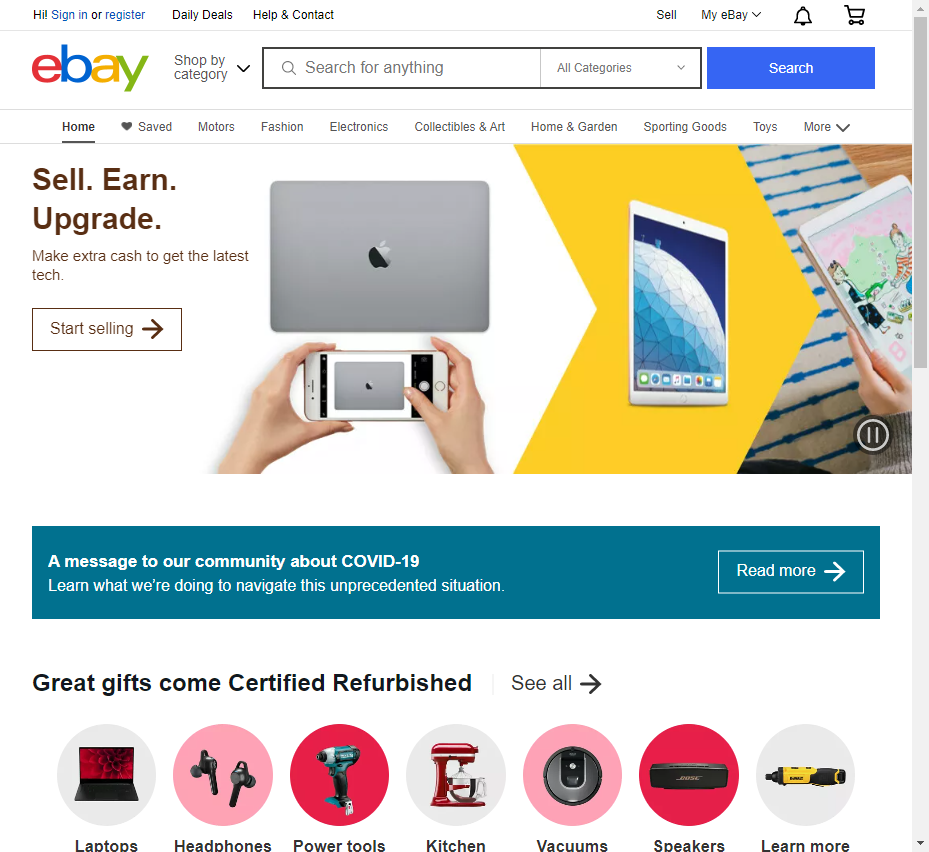 Hi! Sign in or register
Daily Deals
Help & Contact
Sell
My eBay
ebay
Shop by
category
Search for anything
All Categories
Search
Home
Saved
Motors
Fashion
Electronics
Collectibles & Art
Home & Garden
Sporting Goods
Toys
More
Sell. Earn.
Upgrade.
Make extra cash to get the latest
tech.
Start selling
A message to our community about COVID-19
Learn what we're doing to navigate this unprecedented situation.
Read more
Great gifts come Certified Refurbished
See all
BOSE
DEWALT
Laptops
Headphones
Power tools
Kitchen
Vacuums
Speakers
Learn more